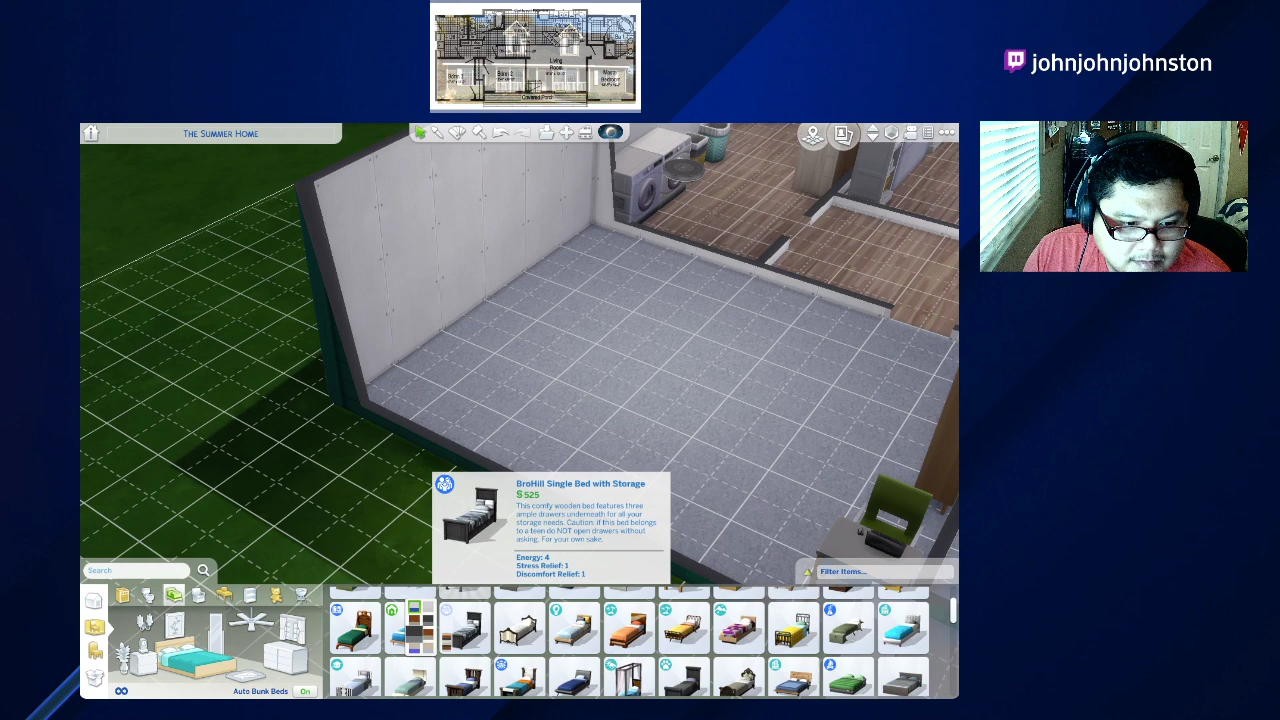 Living
Room
Bdrm 2
Covered Porch
johnjohnjohnston
The Summer Home
BroHill Single Bed with Storage
§525
This comfy wooden bed features three
ample drawers underneath for all your
storage needs. Caution: if this bed belongs
to a teen do NOT open drawers without
asking. For your own sake.
Energy: 4
Stress Relief: 1
Discomfort Relief: 1
Search
Filter Items...
Auto Bunk Beds
On